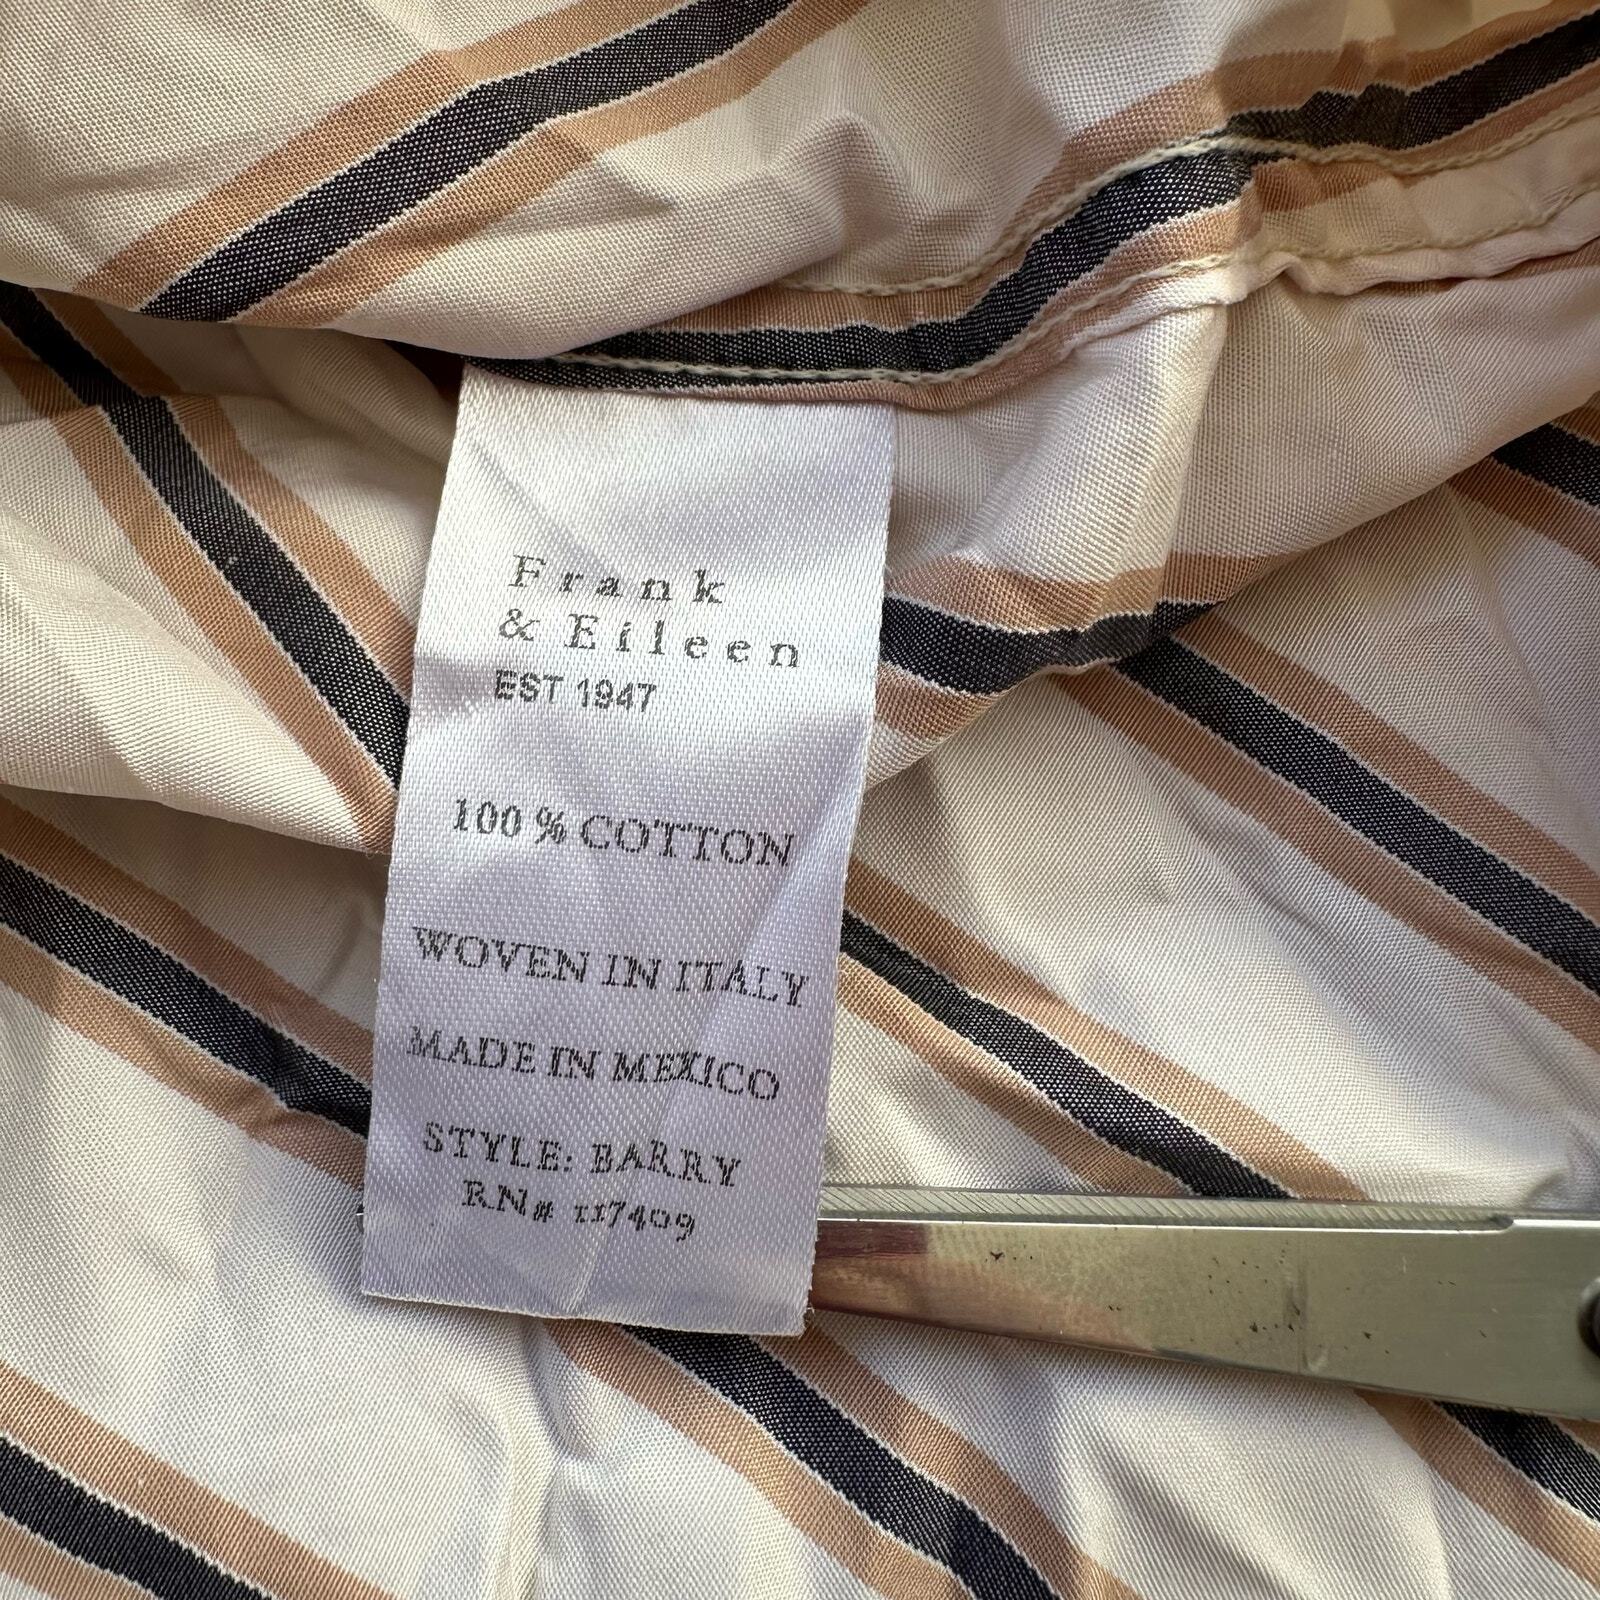 Frank
& Eileen
EST 1947
100% COTTON
WOVEN IN ITALY
MADE IN MEXICO
STYLE: BARRY
RN# 117409